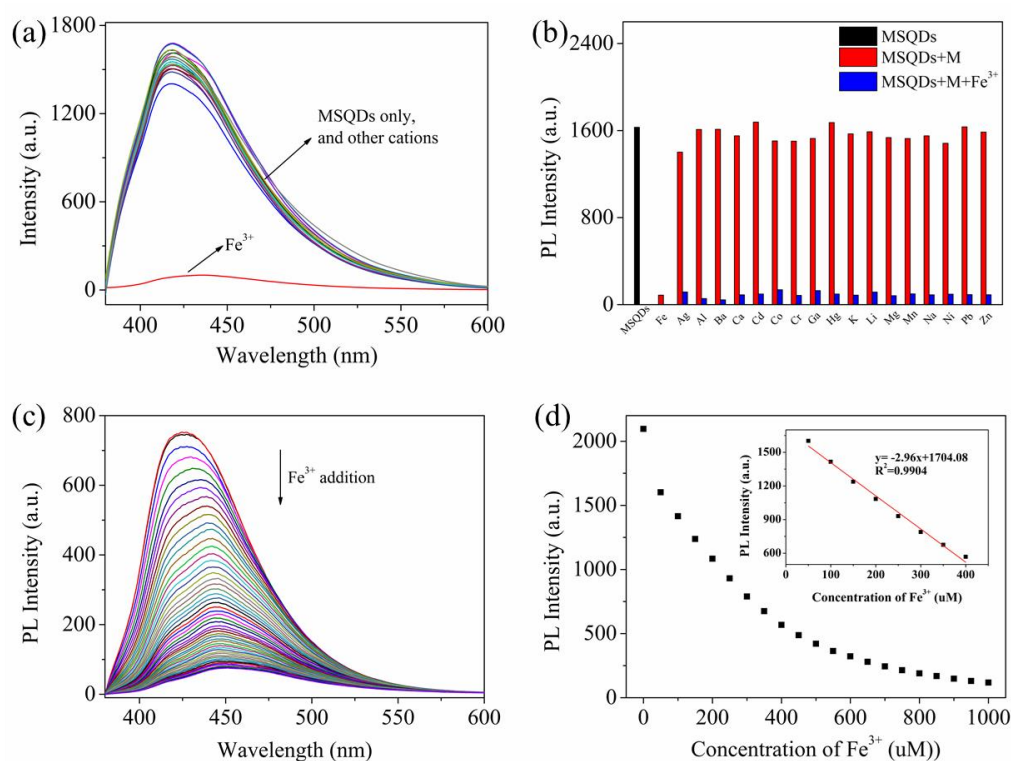 (a)
1800
1200
600
0
Intensity (a.u.)
MSQDs only,
and other cations
Fe³⁺
400
450
500
550
600
Wavelength (nm)
(b)
2400
1600
800
0
PL Intensity (a.u.)
MSQDs
MSQDs+M
MSQDs+M+Fe³⁺
MSQDs
Fe
Ag
Al
Ba
Ca
Cd
Co
Cr
Ga
Hg
K
Li
Mg
Mn
Na
Ni
Pb
Zn
(c)
800
700
600
500
400
300
200
100
0
PL Intensity (a.u.)
Fe³⁺ addition
400
450
500
550
600
Wavelength (nm)
(d)
2000
1500
1000
500
0
PL Intensity (a.u.)
1500
1200
900
600
PL Intensity (a.u.)
y= -2.96x+1704.08
R²=0.9904
0
100
200
300
400
Concentration of Fe³⁺ (uM)
0
200
400
600
800
1000
Concentration of Fe³⁺ (uM))